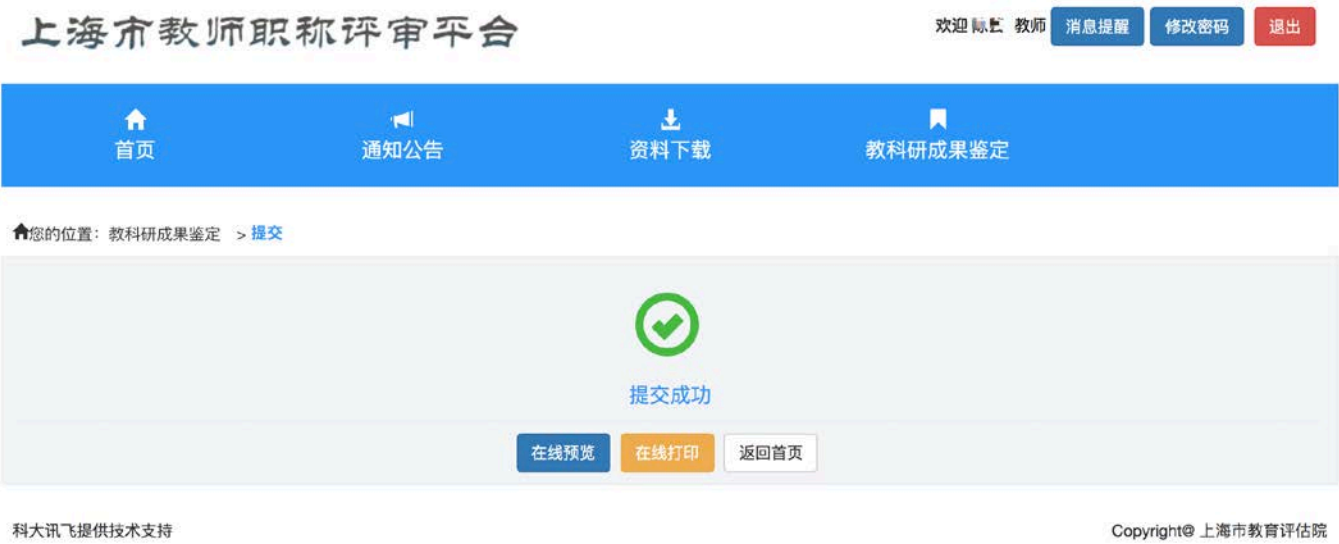 上海市教师职称评审平台
欢迎 教师 消息提醒 修改密码 退出
首页 通知公告 资料下载 教科研成果鉴定
您的位置：教科研成果鉴定 > 提交
提交成功
在线预览 在线打印 返回首页
科大讯飞提供技术支持 Copyright@ 上海市教育评估院